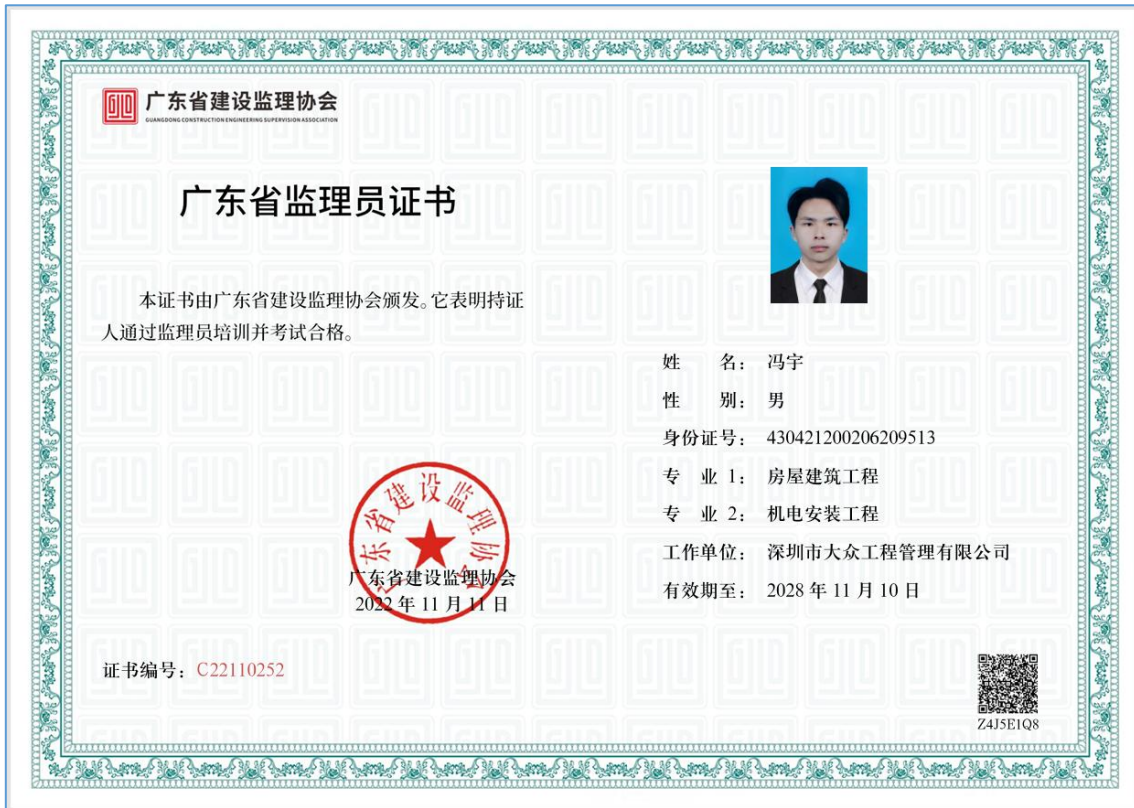 广东省建设监理协会
GUANGDONG CONSTRUCTION ENGINEERING SUPERVISION ASSOCIATION
广东省监理员证书
本证书由广东省建设监理协会颁发。它表明持证
人通过监理员培训并考试合格。
姓 名： 冯宇
性 别： 男
身份证号： 430421200206209513
专 业 1： 房屋建筑工程
专 业 2： 机电安装工程
工作单位： 深圳市大众工程管理有限公司
有效期至： 2028 年 11 月 10 日
广东省建设监理协会
广东省建设监理协会
2022 年 11 月 11 日
证书编号：C22110252
Z4J5E1Q8